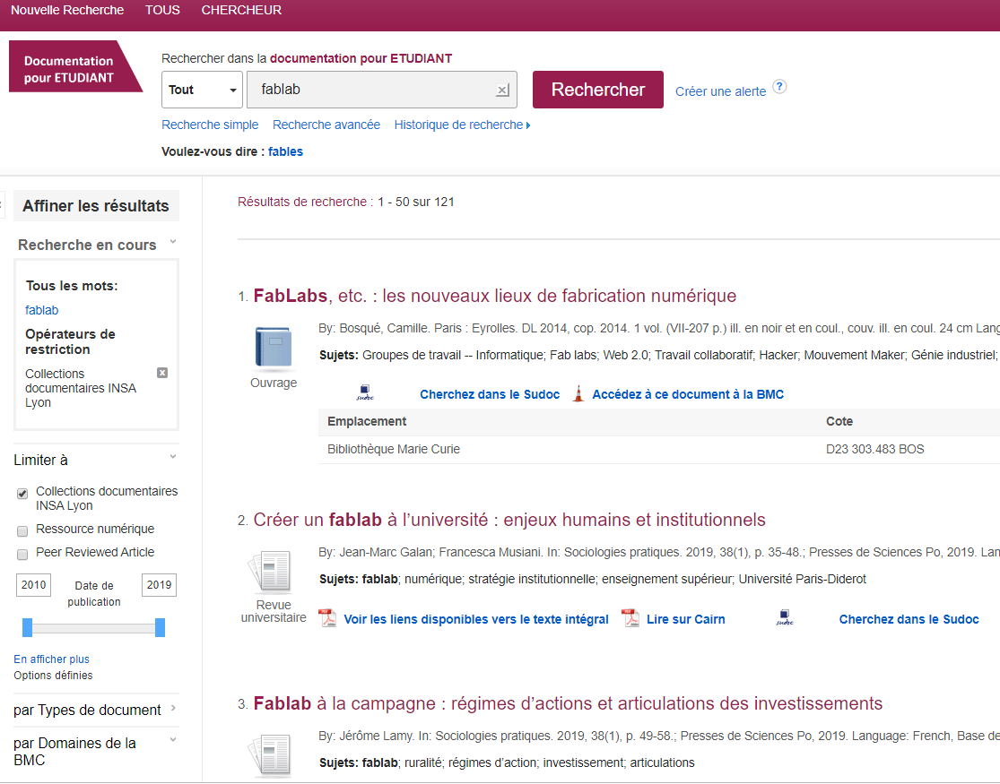 Nouvelle Recherche TOUS CHERCHEUR
Documentation
pour ETUDIANT
Rechercher dans la documentation pour ETUDIANT
Tout fablab Rechercher Créer une alerte ?
Recherche simple Recherche avancée Historique de recherche
Voulez-vous dire : fables
Affiner les résultats
Recherche en cours
Tous les mots:
fablab
Opérateurs de
restriction
Collections
documentaires INSA
Lyon
Limiter à
Collections documentaires
INSA Lyon
Ressource numérique
Peer Reviewed Article
2010 Date de 2019
publication
En afficher plus
Options définies
par Types de document
par Domaines de la
BMC
Résultats de recherche : 1 - 50 sur 121
1. FabLabs, etc. : les nouveaux lieux de fabrication numérique
By: Bosqué, Camille. Paris : Eyrolles. DL 2014, cop. 2014. 1 vol. (VII-207 p.) ill. en noir et en coul., couv. ill. en coul. 24 cm Lang
Sujets: Groupes de travail -- Informatique; Fab labs; Web 2.0; Travail collaboratif; Hacker; Mouvement Maker; Génie industriel;
Ouvrage
sudoc Cherchez dans le Sudoc Accédez à ce document à la BMC
Emplacement Cote
Bibliothèque Marie Curie D23 303.483 BOS
2. Créer un fablab à l’université : enjeux humains et institutionnels
By: Jean-Marc Galan; Francesca Musiani. In: Sociologies pratiques. 2019, 38(1), p. 35-48.; Presses de Sciences Po, 2019. Lan
Sujets: fablab; numérique; stratégie institutionnelle; enseignement supérieur; Université Paris-Diderot
Revue
universitaire
Voir les liens disponibles vers le texte intégral Lire sur Cairn sudoc Cherchez dans le Sudoc
3. Fablab à la campagne : régimes d’actions et articulations des investissements
By: Jérôme Lamy. In: Sociologies pratiques. 2019, 38(1), p. 49-58.; Presses de Sciences Po, 2019. Language: French, Base de
Sujets: fablab; ruralité; régimes d’action; investissement; articulations